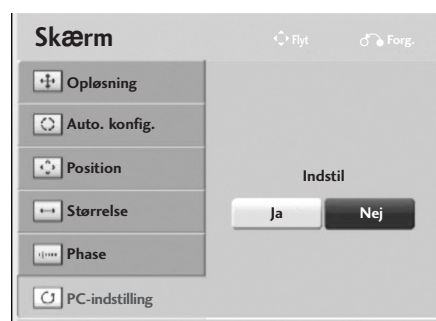 Skærm
Flyt
Forg.
Opløsning
Auto. konfig.
Position
Størrelse
Phase
PC-indstilling
Indstil
Ja
Nej